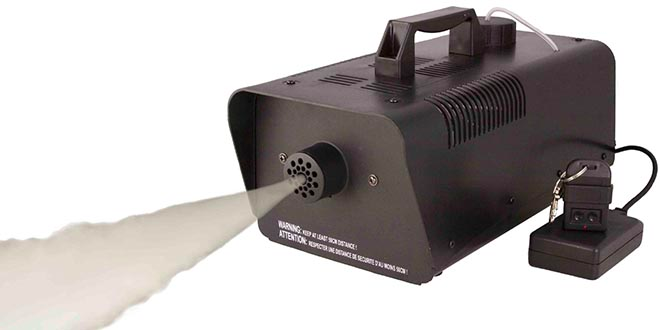 WARNING: KEEP AT LEAST 50CM DISTANCE !
ATTENTION: RESPECTER UNE DISTANCE DE SECURITE D'AU MOINS 50CM !